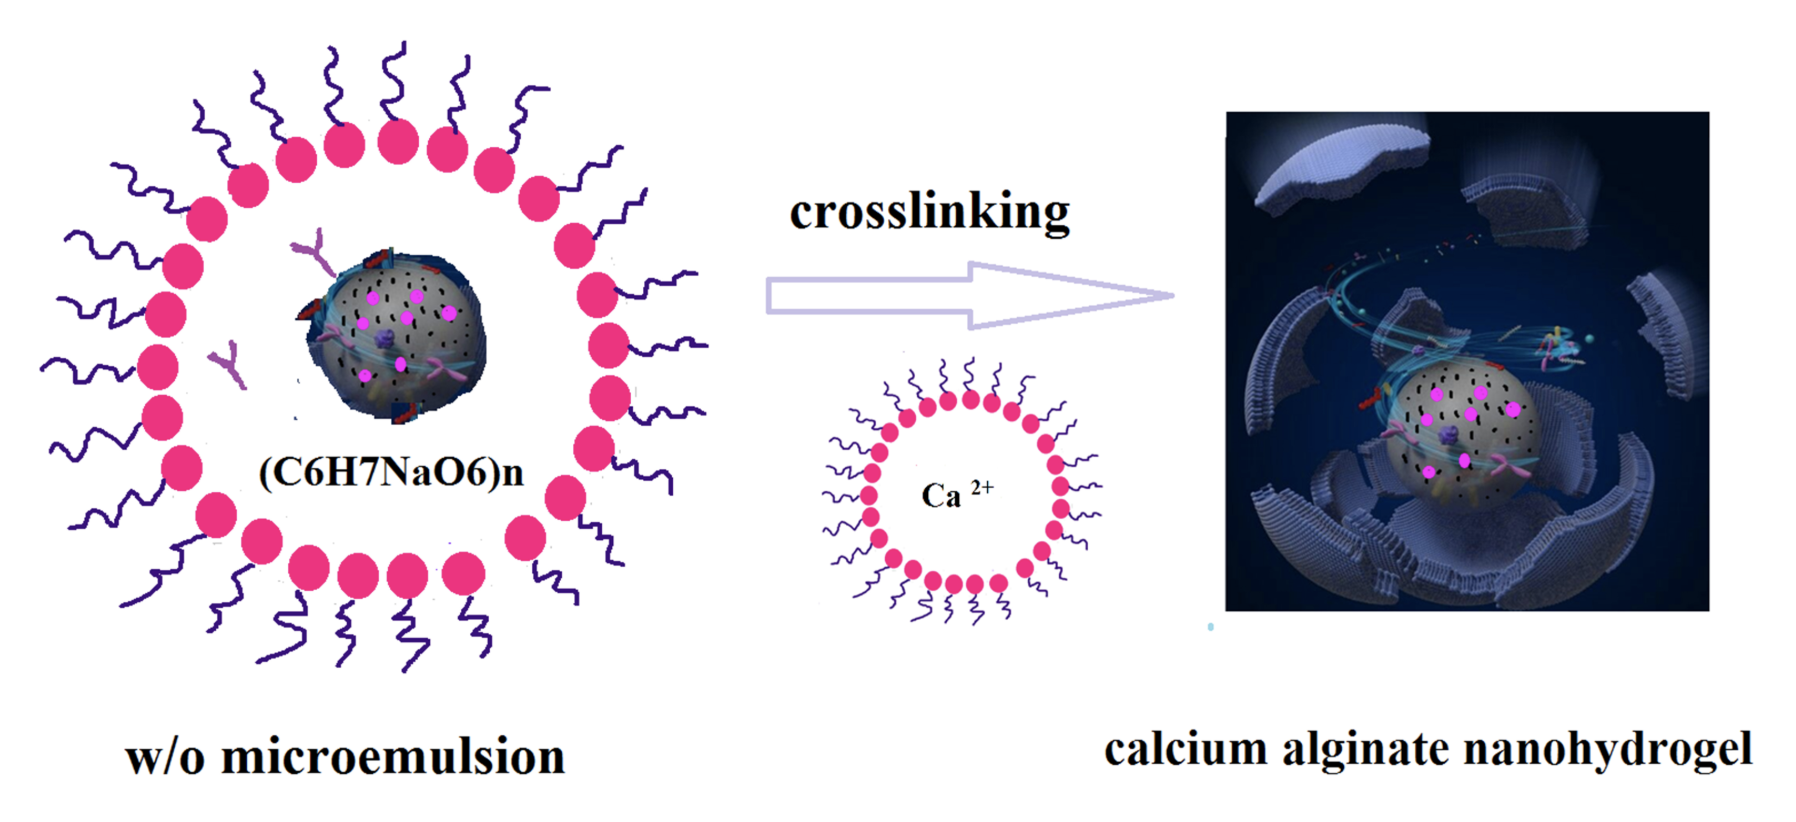 crosslinking
(C6H7NaO6)n
Ca 2+
w/o microemulsion
calcium alginate nanohydrogel